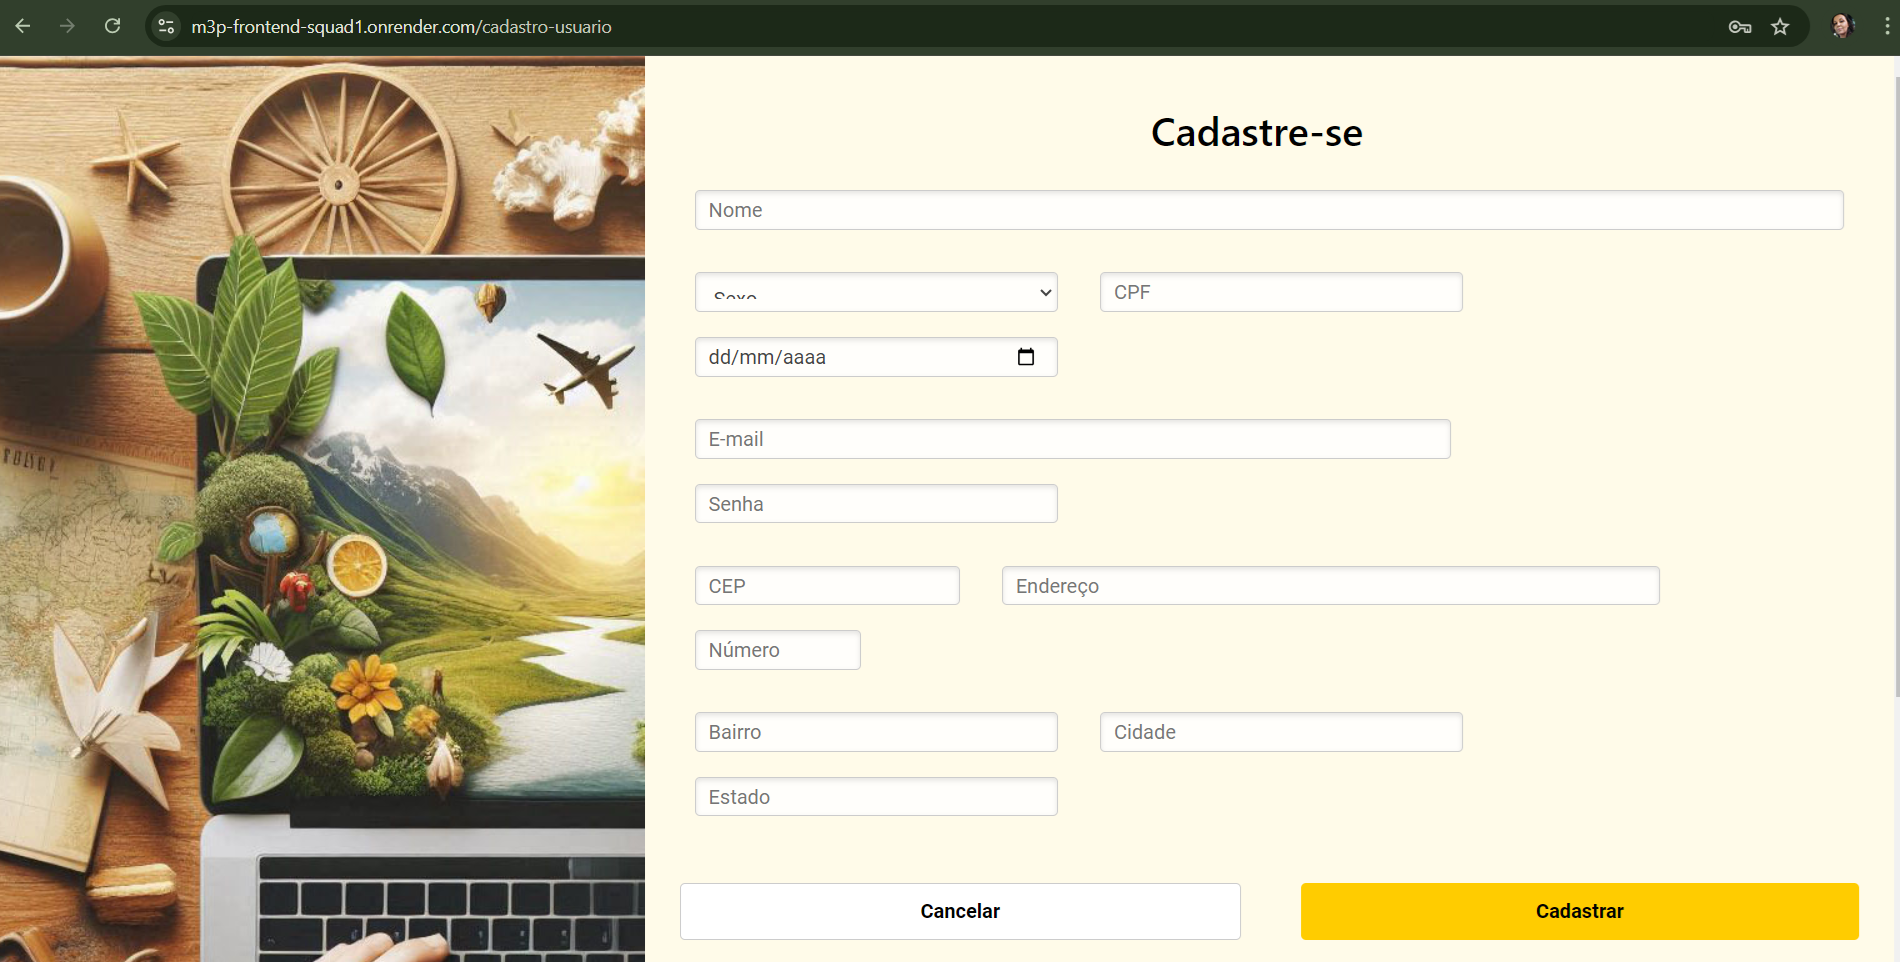 m3p-frontend-squad1.onrender.com/cadastro-usuario
Cadastre-se
Nome
Sexo
CPF
dd/mm/aaaa
E-mail
Senha
CEP
Endereço
Número
Bairro
Cidade
Estado
Cancelar
Cadastrar